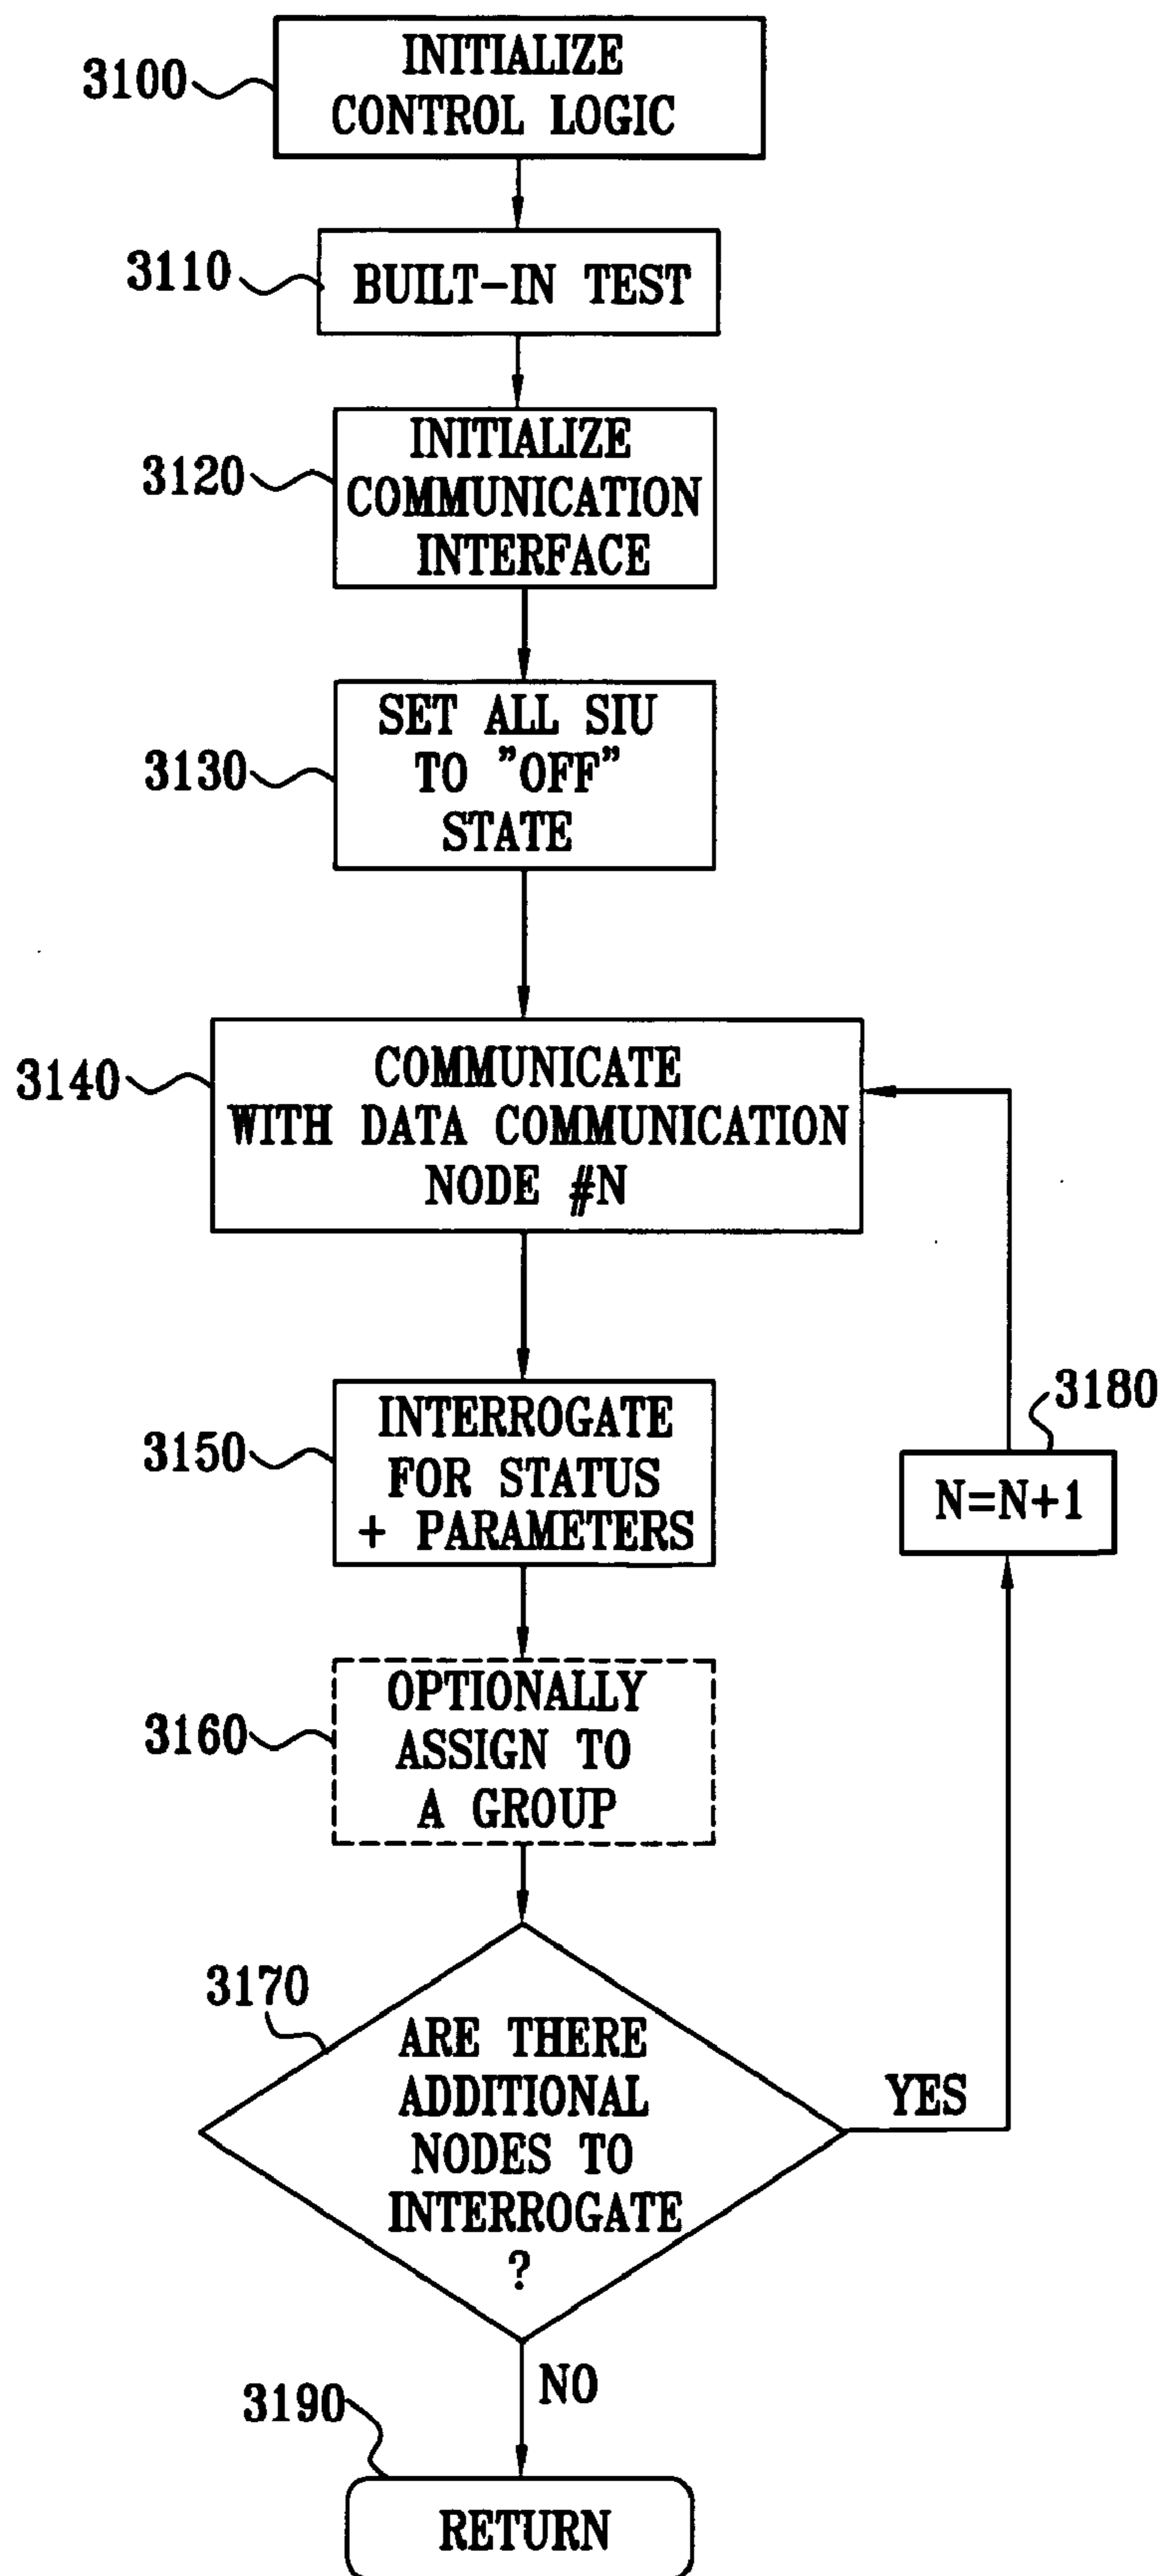 3100
INITIALIZE
CONTROL LOGIC
3110
BUILT-IN TEST
3120
INITIALIZE
COMMUNICATION
INTERFACE
3130
SET ALL SIU
TO "OFF"
STATE
3140
COMMUNICATE
WITH DATA COMMUNICATION
NODE #N
3150
INTERROGATE
FOR STATUS
+ PARAMETERS
3180
N=N+1
3160
OPTIONALLY
ASSIGN TO
A GROUP
3170
ARE THERE
ADDITIONAL
NODES TO
INTERROGATE
?
YES
NO
3190
RETURN